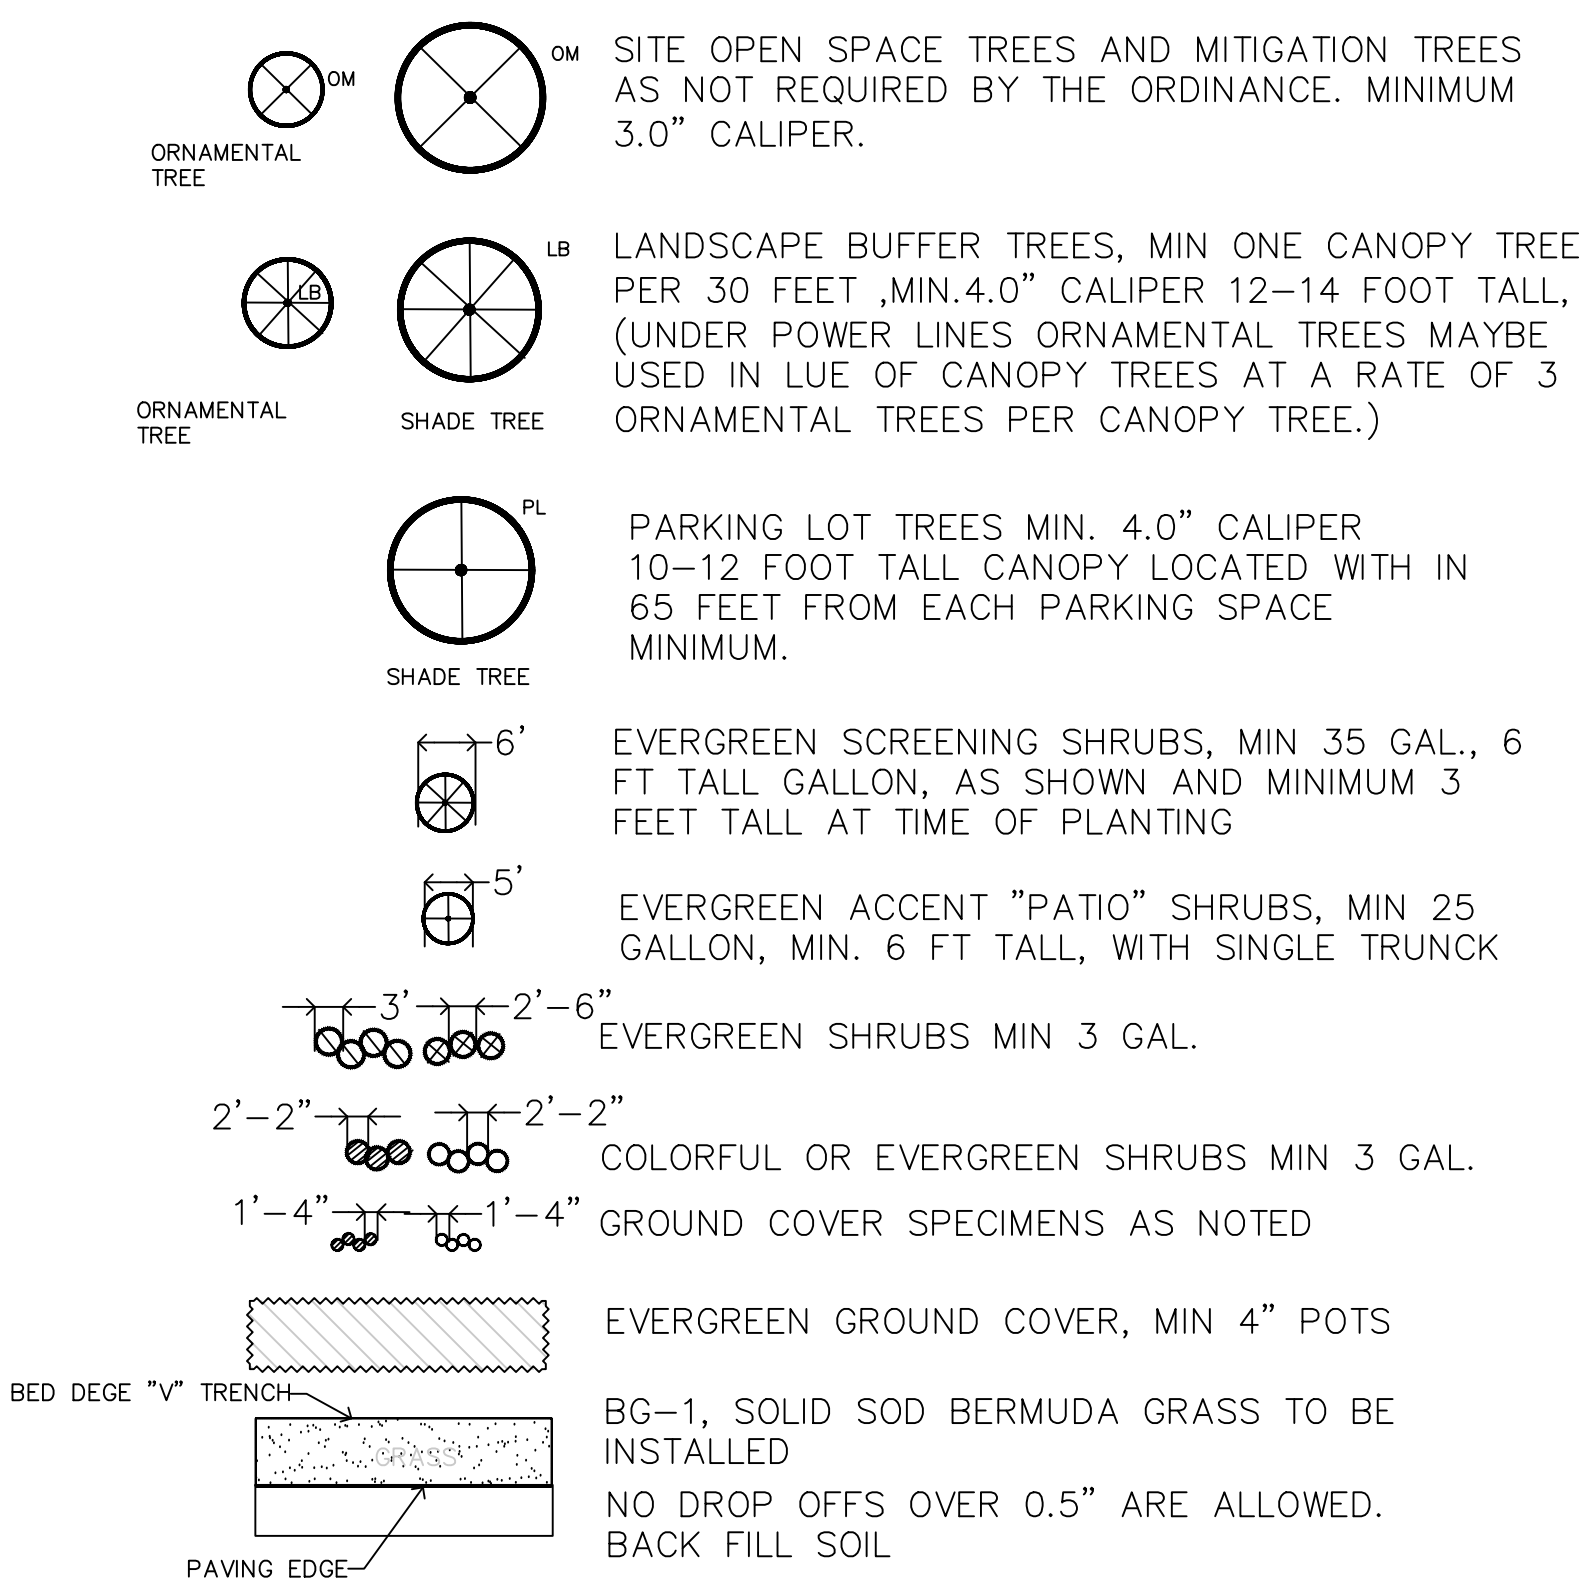 OM
OM
ORNAMENTAL
TREE
SITE OPEN SPACE TREES AND MITIGATION TREES
AS NOT REQUIRED BY THE ORDINANCE. MINIMUM
3.0” CALIPER.
LB
LB
ORNAMENTAL
TREE
SHADE TREE
LANDSCAPE BUFFER TREES, MIN ONE CANOPY TREE
PER 30 FEET ,MIN.4.0” CALIPER 12–14 FOOT TALL,
(UNDER POWER LINES ORNAMENTAL TREES MAYBE
USED IN LUE OF CANOPY TREES AT A RATE OF 3
ORNAMENTAL TREES PER CANOPY TREE.)
PL
SHADE TREE
PARKING LOT TREES MIN. 4.0” CALIPER
10–12 FOOT TALL CANOPY LOCATED WITH IN
65 FEET FROM EACH PARKING SPACE
MINIMUM.
6’
EVERGREEN SCREENING SHRUBS, MIN 35 GAL., 6
FT TALL GALLON, AS SHOWN AND MINIMUM 3
FEET TALL AT TIME OF PLANTING
5’
EVERGREEN ACCENT ”PATIO” SHRUBS, MIN 25
GALLON, MIN. 6 FT TALL, WITH SINGLE TRUNCK
3’
2’–6”
EVERGREEN SHRUBS MIN 3 GAL.
2’–2”
2’–2”
COLORFUL OR EVERGREEN SHRUBS MIN 3 GAL.
1’–4”
1’–4”
GROUND COVER SPECIMENS AS NOTED
EVERGREEN GROUND COVER, MIN 4” POTS
BED DEGE ”V” TRENCH
GRASS
BG–1, SOLID SOD BERMUDA GRASS TO BE
INSTALLED
NO DROP OFFS OVER 0.5” ARE ALLOWED.
BACK FILL SOIL
PAVING EDGE